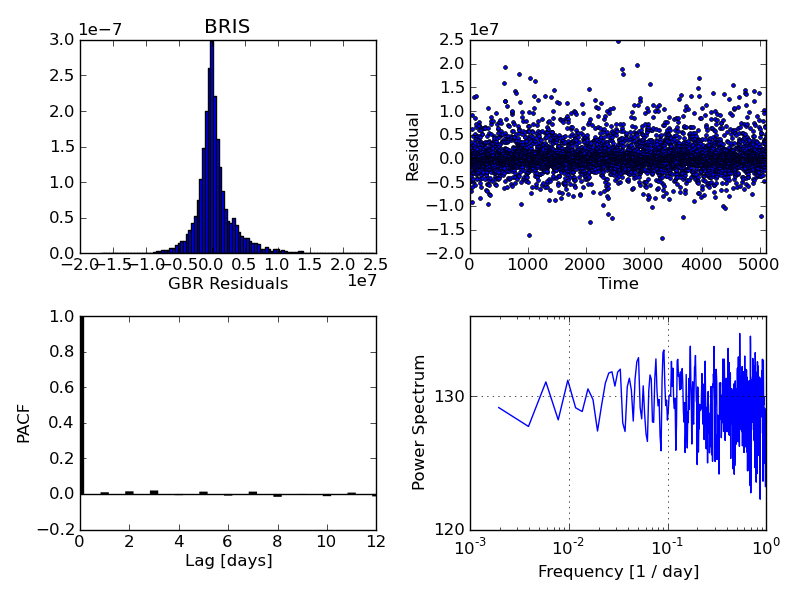 BRIS
1e−7
3.0
2.5
2.0
1.5
1.0
0.5
0.0
−2.0 −1.5 −1.0 −0.5 0.0 0.5 1.0 1.5 2.0 2.5
GBR Residuals
1e7
1e7
2.5
2.0
1.5
1.0
0.5
0.0
−0.5
−1.0
−1.5
−2.0
Residual
0 1000 2000 3000 4000 5000
Time
1.0
0.8
0.6
0.4
0.2
0.0
−0.2
PACF
0 2 4 6 8 10 12
Lag [days]
130
120
Power Spectrum
10⁻³ 10⁻² 10⁻¹ 10⁰
Frequency [1 / day]